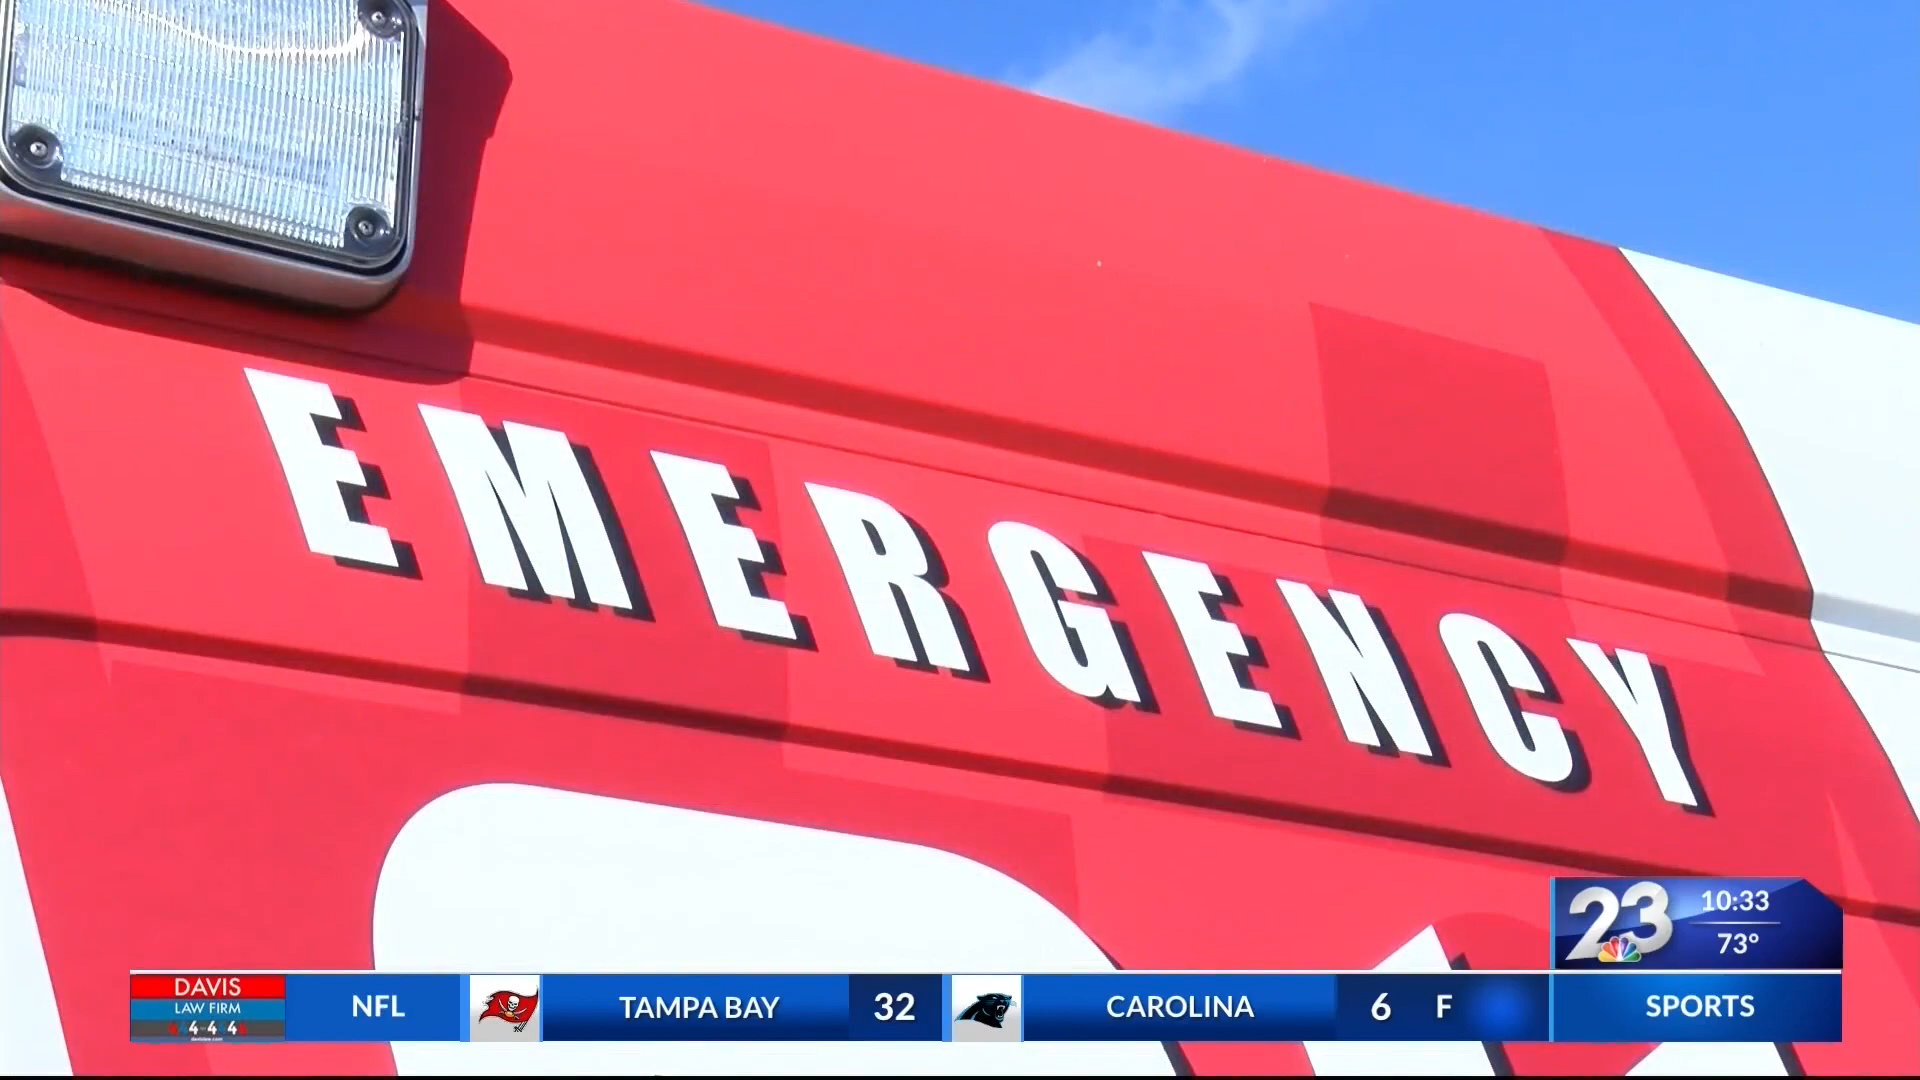 EMERGENCY
23
10:33
73°
DAVIS
LAW FIRM
NFL
TAMPA BAY
32
CAROLINA
6
F
SPORTS